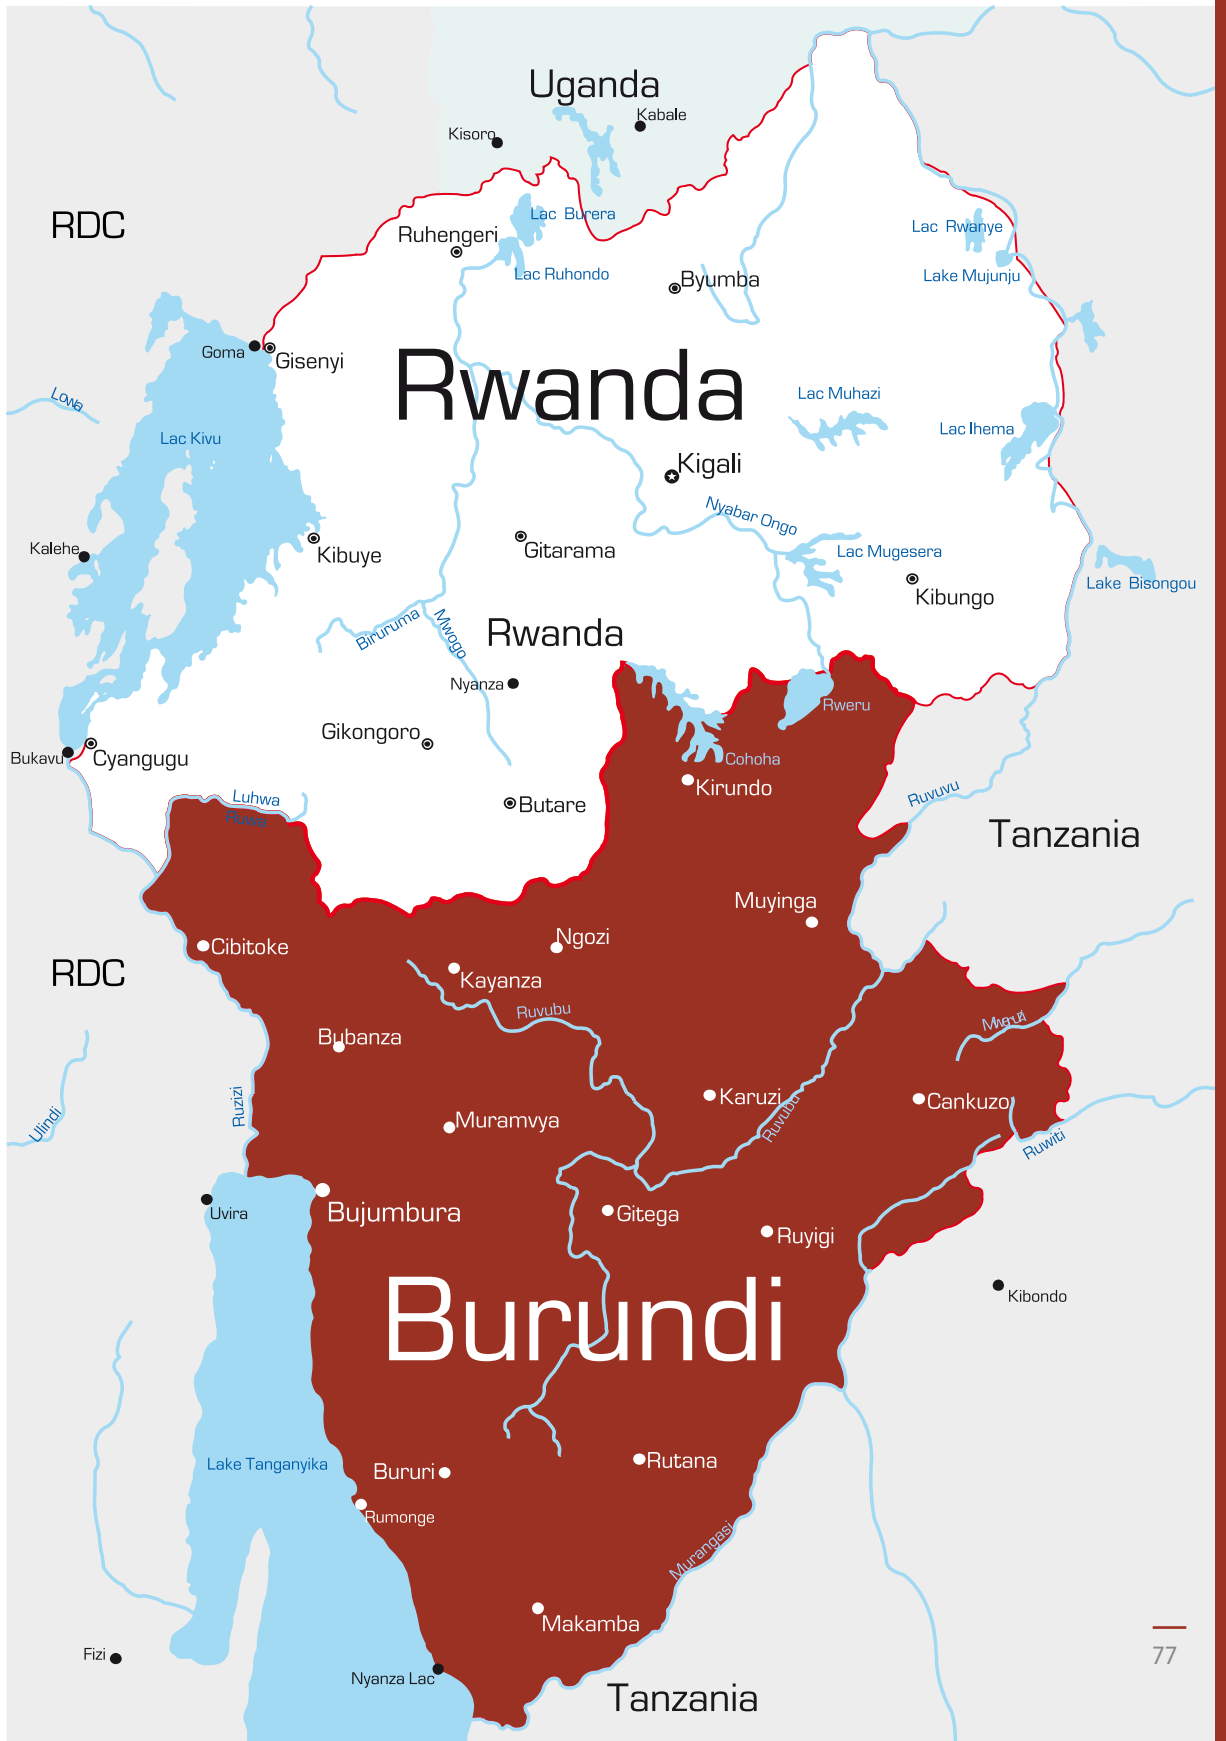 Uganda
Kabale
Kisoro
RDC
Lac Burera
Lac Rwanye
Ruhengeri
Lac Ruhondo
Lake Mujunju
Byumba
Goma
Gisenyi
Rwanda
Lowa
Lac Muhazi
Lac Kivu
Lac Ihema
Kigali
Nyabar Ongo
Kalehe
Kibuye
Gitarama
Lac Mugesera
Lake Bisongou
Kibungo
Biruruma
Mwogo
Rwanda
Nyanza
Rweru
Gikongoro
Bukavu
Cyangugu
Cohoha
Kirundo
Luhwa
Ruwa
Butare
Ruvuvu
Tanzania
Muyinga
Cibitoke
Ngozi
RDC
Kayanza
Ruvubu
Mweruzi
Bubanza
Ruzizi
Karuzi
Cankuzo
Ulindi
Muramvya
Ruvubu
Ruwiti
Uvira
Bujumbura
Gitega
Ruyigi
Kibondo
Burundi
Lake Tanganyika
Bururi
Rutana
Rumonge
Murangasi
Makamba
Fizi
77
Nyanza Lac
Tanzania